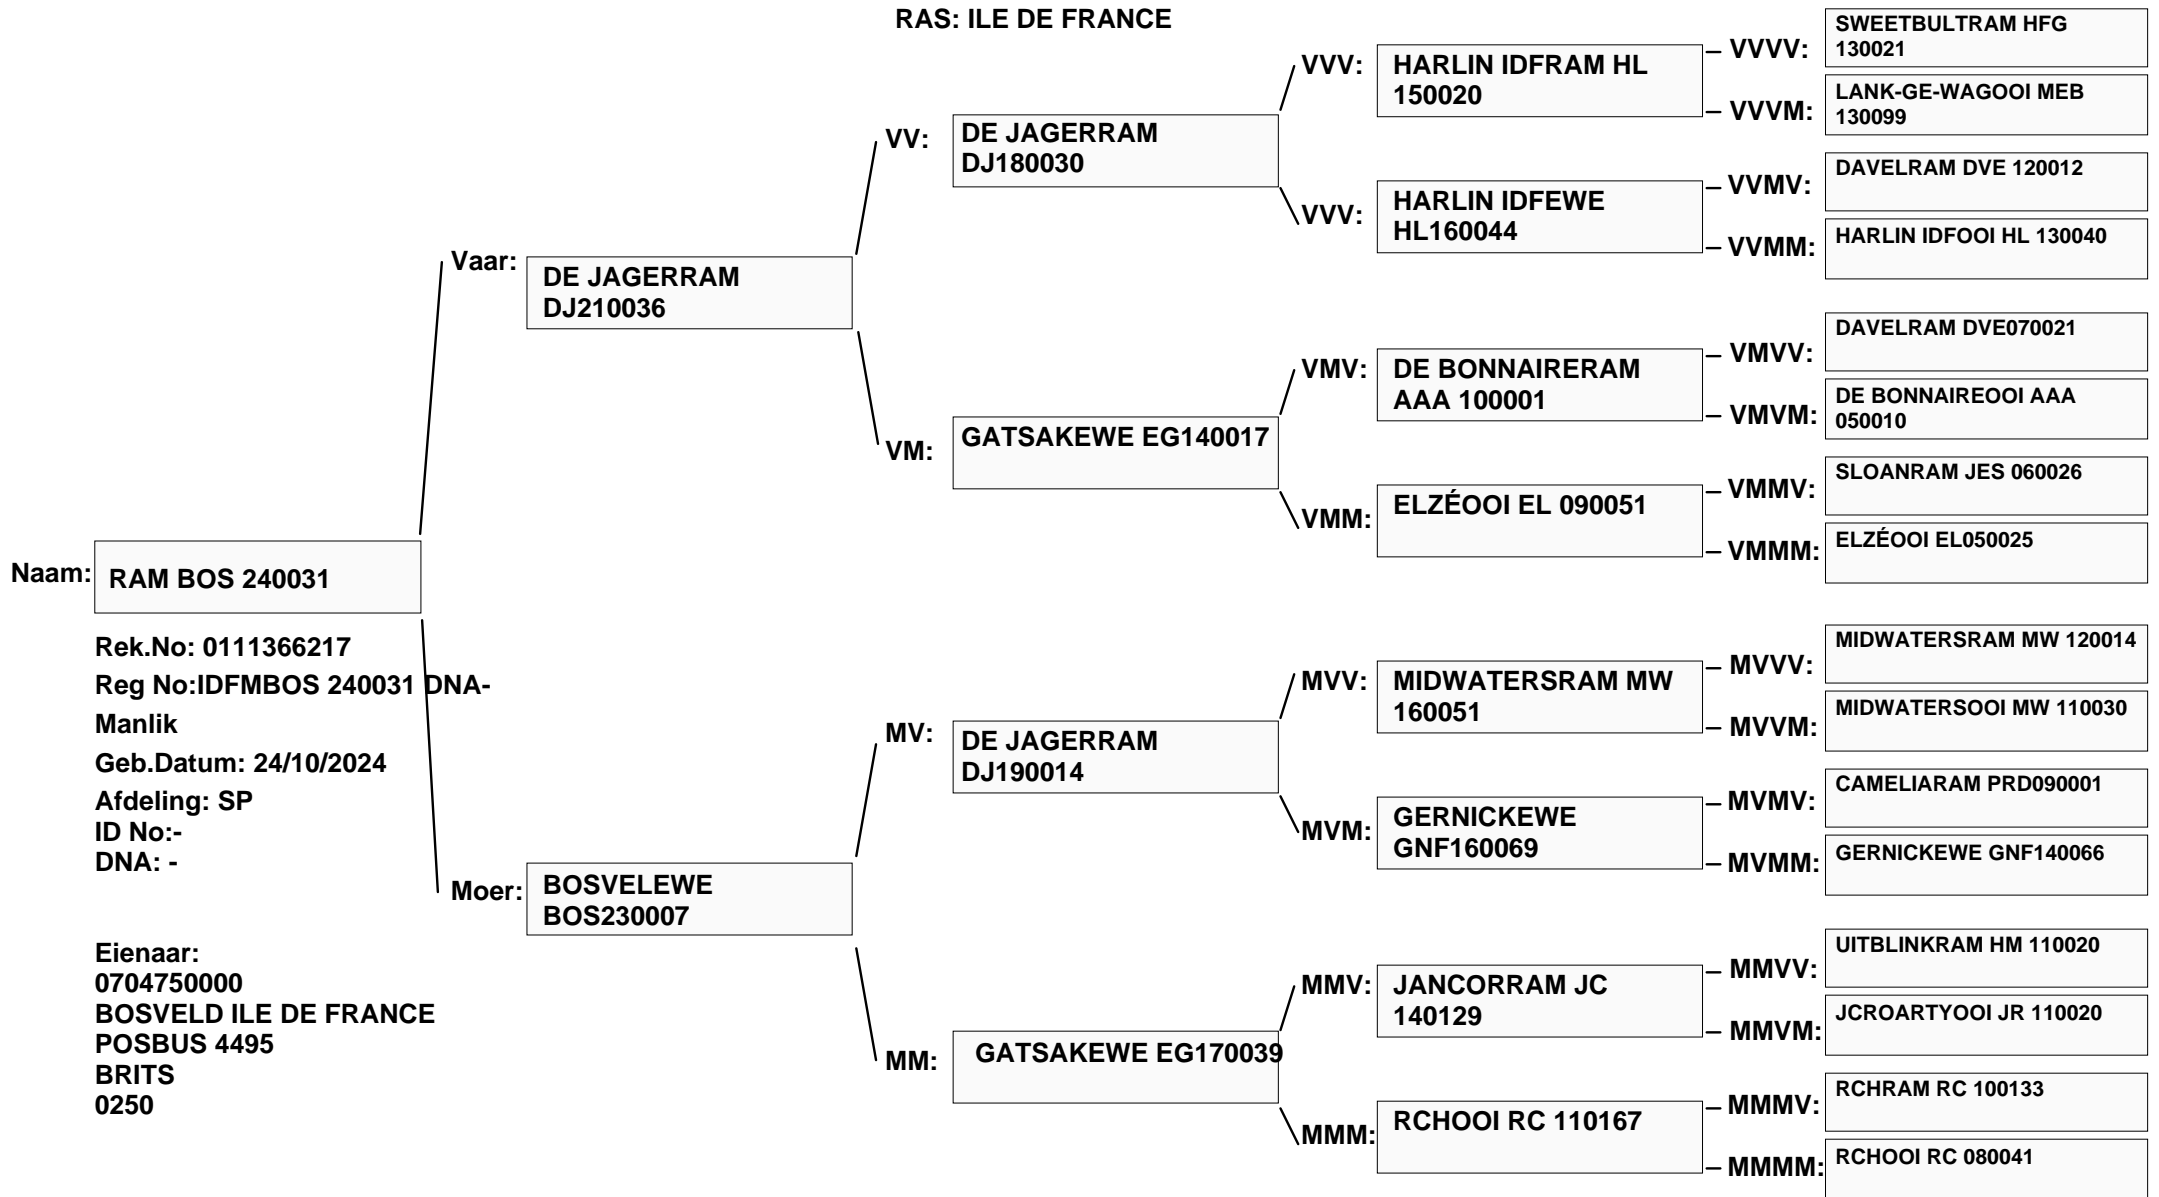 RAS: ILE DE FRANCE
Naam:
RAM BOS 240031
Rek.No: 0111366217
Reg No:IDFMBOS 240031 DNA-
Manlik
Geb.Datum: 24/10/2024
Afdeling: SP
ID No:-
DNA: -
Eienaar:
0704750000
BOSVELD ILE DE FRANCE
POSBUS 4495
BRITS
0250
Vaar:
DE JAGERRAM
DJ210036
Moer:
BOSVELEWE
BOS230007
VV:
DE JAGERRAM
DJ180030
VM:
GATSAKEWE EG140017
MV:
DE JAGERRAM
DJ190014
MM:
GATSAKEWE EG170039
VVV:
HARLIN IDFRAM HL
150020
VVV:
HARLIN IDFEWE
HL160044
VMV:
DE BONNAIRERAM
AAA 100001
VMM:
ELZÉOOI EL 090051
MVV:
MIDWATERSRAM MW
160051
MVM:
GERNICKEWE
GNF160069
MMV:
JANCORRAM JC
140129
MMM:
RCHOOI RC 110167
VVVV:
SWEETBULTRAM HFG
130021
VVVM:
LANK-GE-WAGOOI MEB
130099
VVMV:
DAVELRAM DVE 120012
VVMM:
HARLIN IDFOOI HL 130040
VMVV:
DAVELRAM DVE070021
VMVM:
DE BONNAIREOOI AAA
050010
VMMV:
SLOANRAM JES 060026
VMMM:
ELZÉOOI EL050025
MVVV:
MIDWATERSRAM MW 120014
MVVM:
MIDWATERSOOI MW 110030
MVMV:
CAMELIARAM PRD090001
MVMM:
GERNICKEWE GNF140066
MMVV:
UITBLINKRAM HM 110020
MMVM:
JCROARTYOOI JR 110020
MMMV:
RCHRAM RC 100133
MMMM:
RCHOOI RC 080041